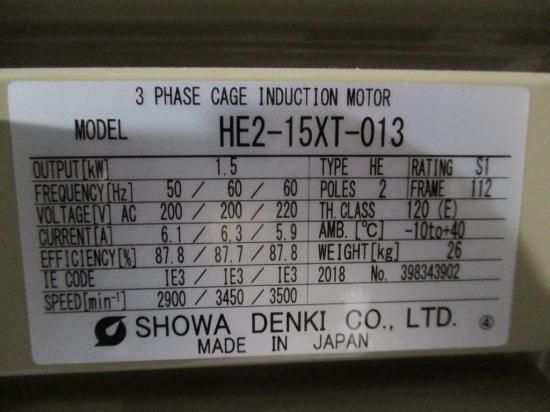 3 PHASE CAGE INDUCTION MOTOR
MODEL HE2-15XT-013
OUTPUT[kW] 1.5 TYPE HE RATING S1
FREQUENCY[Hz] 50 / 60 / 60 POLES 2 FRAME 112
VOLTAGE[V] AC 200 / 200 / 220 TH.CLASS 120 (E)
CURRENT[A] 6.1 / 6.3 / 5.9 AMB.[℃] -10to+40
EFFICIENCY[%] 87.8 / 87.7 / 87.8 WEIGHT[kg] 26
IE CODE IE3 / IE3 / IE3 2018 No. 398343902
SPEED[min⁻¹] 2900 / 3450 / 3500
SHOWA DENKI CO., LTD. ④
MADE IN JAPAN